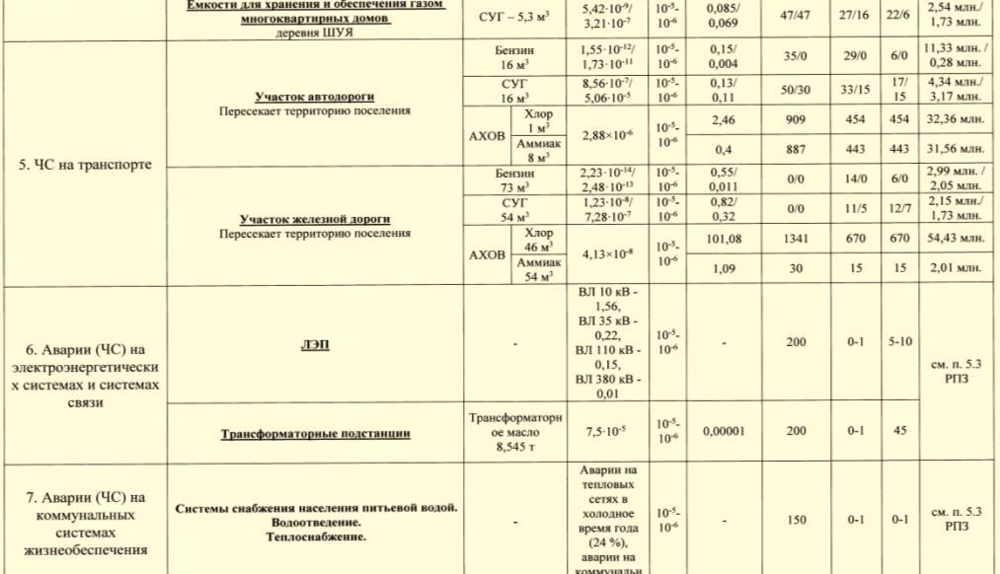 Емкости для хранения и обеспечения газом
многоквартирных домов
деревня ШУЯ
СУГ – 5,3 м³
5,42·10⁻⁹/
3,21·10⁻⁷
10⁻⁵-
10⁻⁶
0,085/
0,069
47/47
27/16
22/6
2,54 млн./
1,73 млн.
5. ЧС на транспорте
Участок автодороги
Пересекает территорию поселения
Бензин
16 м³
1,55·10⁻¹²/
1,73·10⁻¹¹
10⁻⁵-
10⁻⁶
0,15/
0,004
35/0
29/0
6/0
11,33 млн. /
0,28 млн.
СУГ
16 м³
8,56·10⁻⁷/
5,06·10⁻⁵
10⁻⁵-
10⁻⁶
0,13/
0,11
50/30
33/15
17/
15
4,34 млн./
3,17 млн.
АХОВ
Хлор
1 м³
2,88×10⁻⁶
10⁻⁵-
10⁻⁶
2,46
909
454
454
32,36 млн.
Аммиак
8 м³
0,4
887
443
443
31,56 млн.
Участок железной дороги
Пересекает территорию поселения
Бензин
73 м³
2,23·10⁻¹⁴/
2,48·10⁻¹³
10⁻⁵-
10⁻⁶
0,55/
0,011
0/0
14/0
6/0
2,99 млн. /
2,05 млн.
СУГ
54 м³
1,23·10⁻⁸/
7,28·10⁻⁷
10⁻⁵-
10⁻⁶
0,82/
0,32
0/0
11/5
12/7
2,15 млн./
1,73 млн.
АХОВ
Хлор
46 м³
4,13×10⁻⁸
10⁻⁵-
10⁻⁶
101,08
1341
670
670
54,43 млн.
Аммиак
54 м³
1,09
30
15
15
2,01 млн.
6. Аварии (ЧС) на
электроэнергетически
х системах и системах
связи
ЛЭП
-
ВЛ 10 кВ -
1,56,
ВЛ 35 кВ -
0,22,
ВЛ 110 кВ -
0,15,
ВЛ 380 кВ -
0,01
10⁻⁵-
10⁻⁶
-
200
0-1
5-10
см. п. 5.3
РПЗ
Трансформаторные подстанции
Трансформаторн
ое масло
8,545 т
7,5·10⁻⁵
10⁻⁵-
10⁻⁶
0,00001
200
0-1
45
7. Аварии (ЧС) на
коммунальных
системах
жизнеобеспечения
Системы снабжения населения питьевой водой.
Водоотведение.
Теплоснабжение.
-
Аварии на
тепловых
сетях в
холодное
время года
(24 %),
аварии на
коммунальн
10⁻⁵-
10⁻⁶
-
150
0-1
0-1
см. п. 5.3
РПЗ